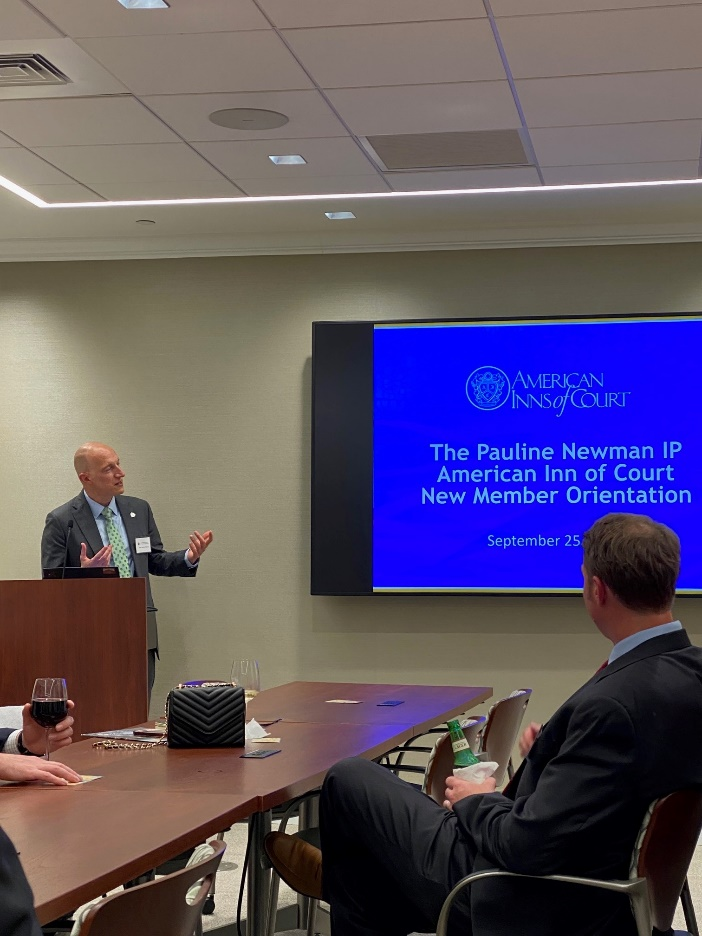 AMERICAN
INNS of COURT
The Pauline Newman IP
American Inn of Court
New Member Orientation
September 25